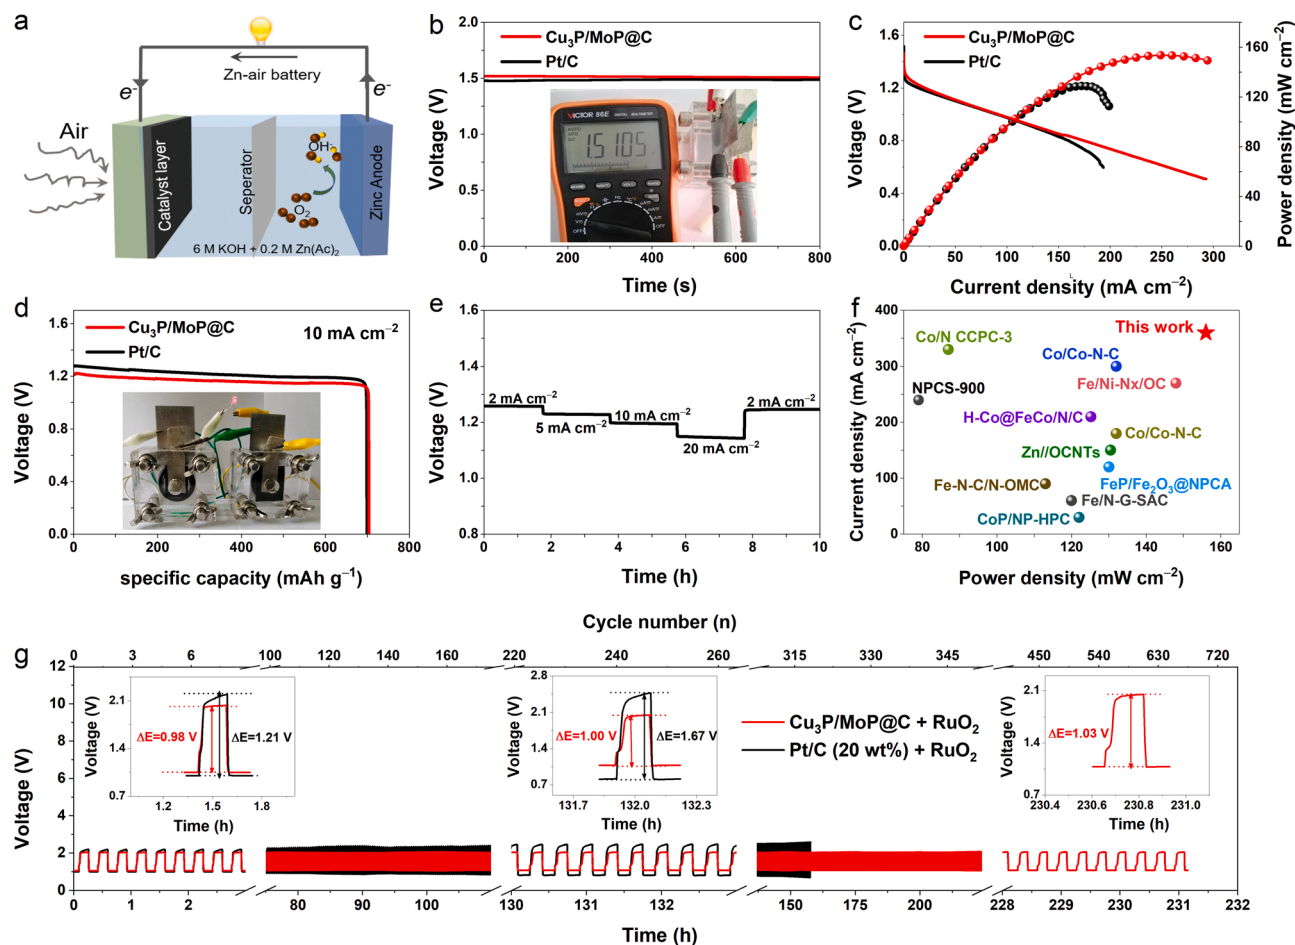 a
Zn-air battery
e-
e-
Air
Catalyst layer
Seperator
Zinc Anode
OH-
O₂
6 M KOH + 0.2 M Zn(Ac)₂
b
Cu₃P/MoP@C
Pt/C
Voltage (V)
2.0
1.5
1.0
0.5
0.0
VICTOR 86E
1.5105
0 200 400 600 800
Time (s)
c
Cu₃P/MoP@C
Pt/C
Voltage (V)
1.6
1.2
0.8
0.4
0.0
160
120
80
40
0
Power density (mW cm⁻²)
0 50 100 150 200 250 300
Current density (mA cm⁻²)
d
Cu₃P/MoP@C
Pt/C
10 mA cm⁻²
Voltage (V)
1.6
1.2
0.8
0.4
0.0
0 200 400 600 800
specific capacity (mAh g⁻¹)
e
Voltage (V)
1.6
1.4
1.2
1.0
0.8
0.6
2 mA cm⁻²
5 mA cm⁻²
10 mA cm⁻²
20 mA cm⁻²
2 mA cm⁻²
0 2 4 6 8 10
Time (h)
f
Current density (mA cm⁻²)
400
300
200
100
0
This work
Co/N CCPC-3
Co/Co-N-C
Fe/Ni-Nx/OC
NPCS-900
H-Co@FeCo/N/C
Co/Co-N-C
Zn//OCNTs
FeP/Fe₂O₃@NPCA
Fe-N-C/N-OMC
Fe/N-G-SAC
CoP/NP-HPC
80 100 120 140 160
Power density (mW cm⁻²)
g
Cycle number (n)
0 3 6 100 120 140 170 220 240 260 315 330 345 450 540 630 720
Voltage (V)
12
10
8
6
4
2
0
Voltage (V)
2.1
1.4
0.7
ΔE=0.98 V
ΔE=1.21 V
1.2 1.5 1.8
Time (h)
Voltage (V)
2.8
2.1
1.4
0.7
ΔE=1.00 V
ΔE=1.67 V
131.7 132.0 132.3
Time (h)
Cu₃P/MoP@C + RuO₂
Pt/C (20 wt%) + RuO₂
Voltage (V)
2.1
1.4
0.7
ΔE=1.03 V
230.4 230.6 230.8 231.0
Time (h)
0 1 2 80 90 100 110 130 131 132 150 175 200 228 229 230 231 232
Time (h)